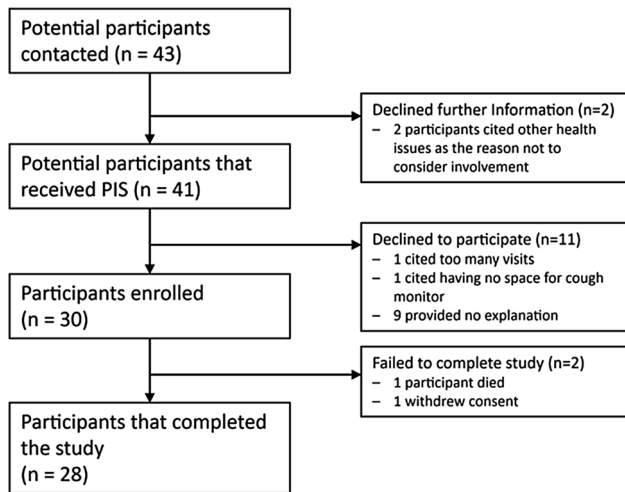 Potential participants
contacted (n = 43)
Declined further Information (n=2)
– 2 participants cited other health
issues as the reason not to
consider involvement
Potential participants that
received PIS (n = 41)
Declined to participate (n=11)
– 1 cited too many visits
– 1 cited having no space for cough
monitor
– 9 provided no explanation
Participants enrolled
(n = 30)
Failed to complete study (n=2)
– 1 participant died
– 1 withdrew consent
Participants that completed
the study
(n = 28)